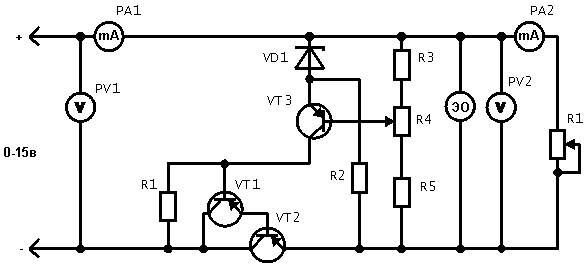 PA1
PA2
+
mA
mA
VD1
R3
PV1
V
VT3
R4
ЭО
V
PV2
R1
0-15в
R1
VT1
R2
R5
VT2
-